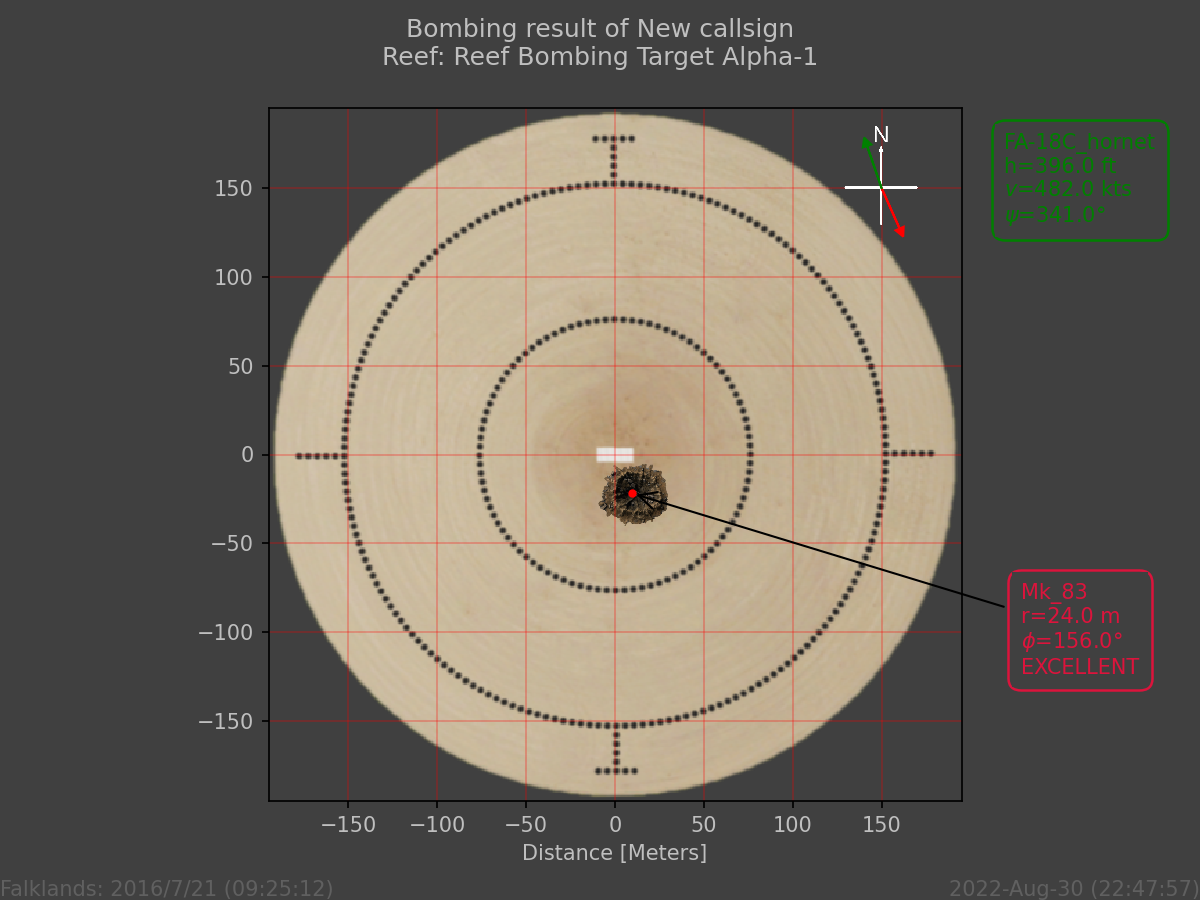 Bombing result of New callsign
Reef: Reef Bombing Target Alpha-1
N
FA-18C_hornet
h=396.0 ft
v=482.0 kts
ψ=341.0°
150
100
50
0
−50
−100
−150
Mk_83
r=24.0 m
ϕ=156.0°
EXCELLENT
−150 −100 −50 0 50 100 150
Distance [Meters]
Falklands: 2016/7/21 (09:25:12) 2022-Aug-30 (22:47:57)